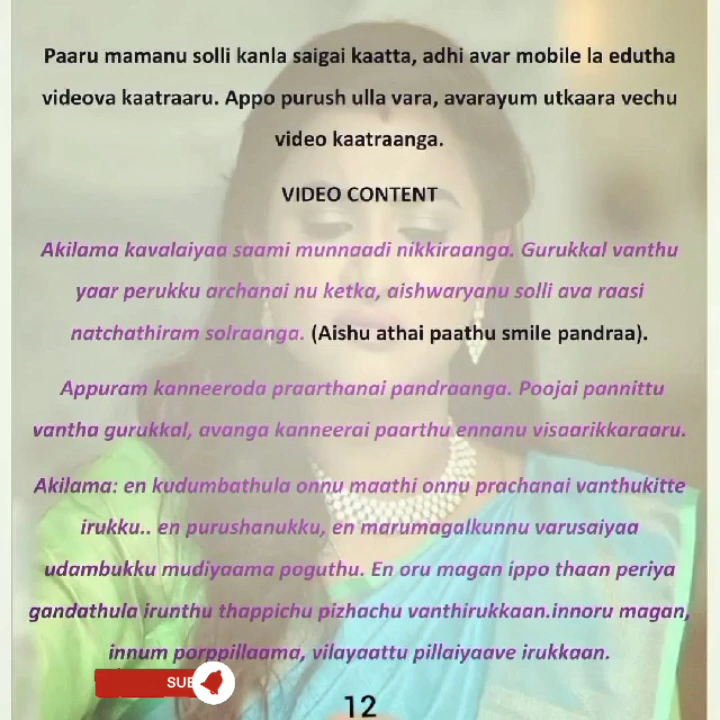 Paaru mamanu solli kanla saigai kaatta, adhi avar mobile la edutha
videova kaatraaru. Appo purush ulla vara, avarayum utkaara vechu
video kaatraanga.
VIDEO CONTENT
Akilama kavalaiyaa saami munnaadi nikkiraanga. Gurukkal vanthu
yaar perukku archanai nu ketka, aishwaryanu solli ava raasi
natchathiram solraanga. (Aishu athai paathu smile pandraa).
Appuram kanneeroda praarthanai pandraanga. Poojai pannittu
vantha gurukkal, avanga kanneerai paarthu ennanu visaarikkaraaru.
Akilama: en kudumbathula onnu maathi onnu prachanai vanthukitte
irukku.. en purushanukku, en marumagalkunnu varusaiyaa
udambukku mudiyaama poguthu. En oru magan ippo thaan periya
gandathula irunthu thappichu pizhachu vanthirukkaan.innoru magan,
innum porppillaama, vilayaattu pillaiyaave irukkaan.
SUB
12